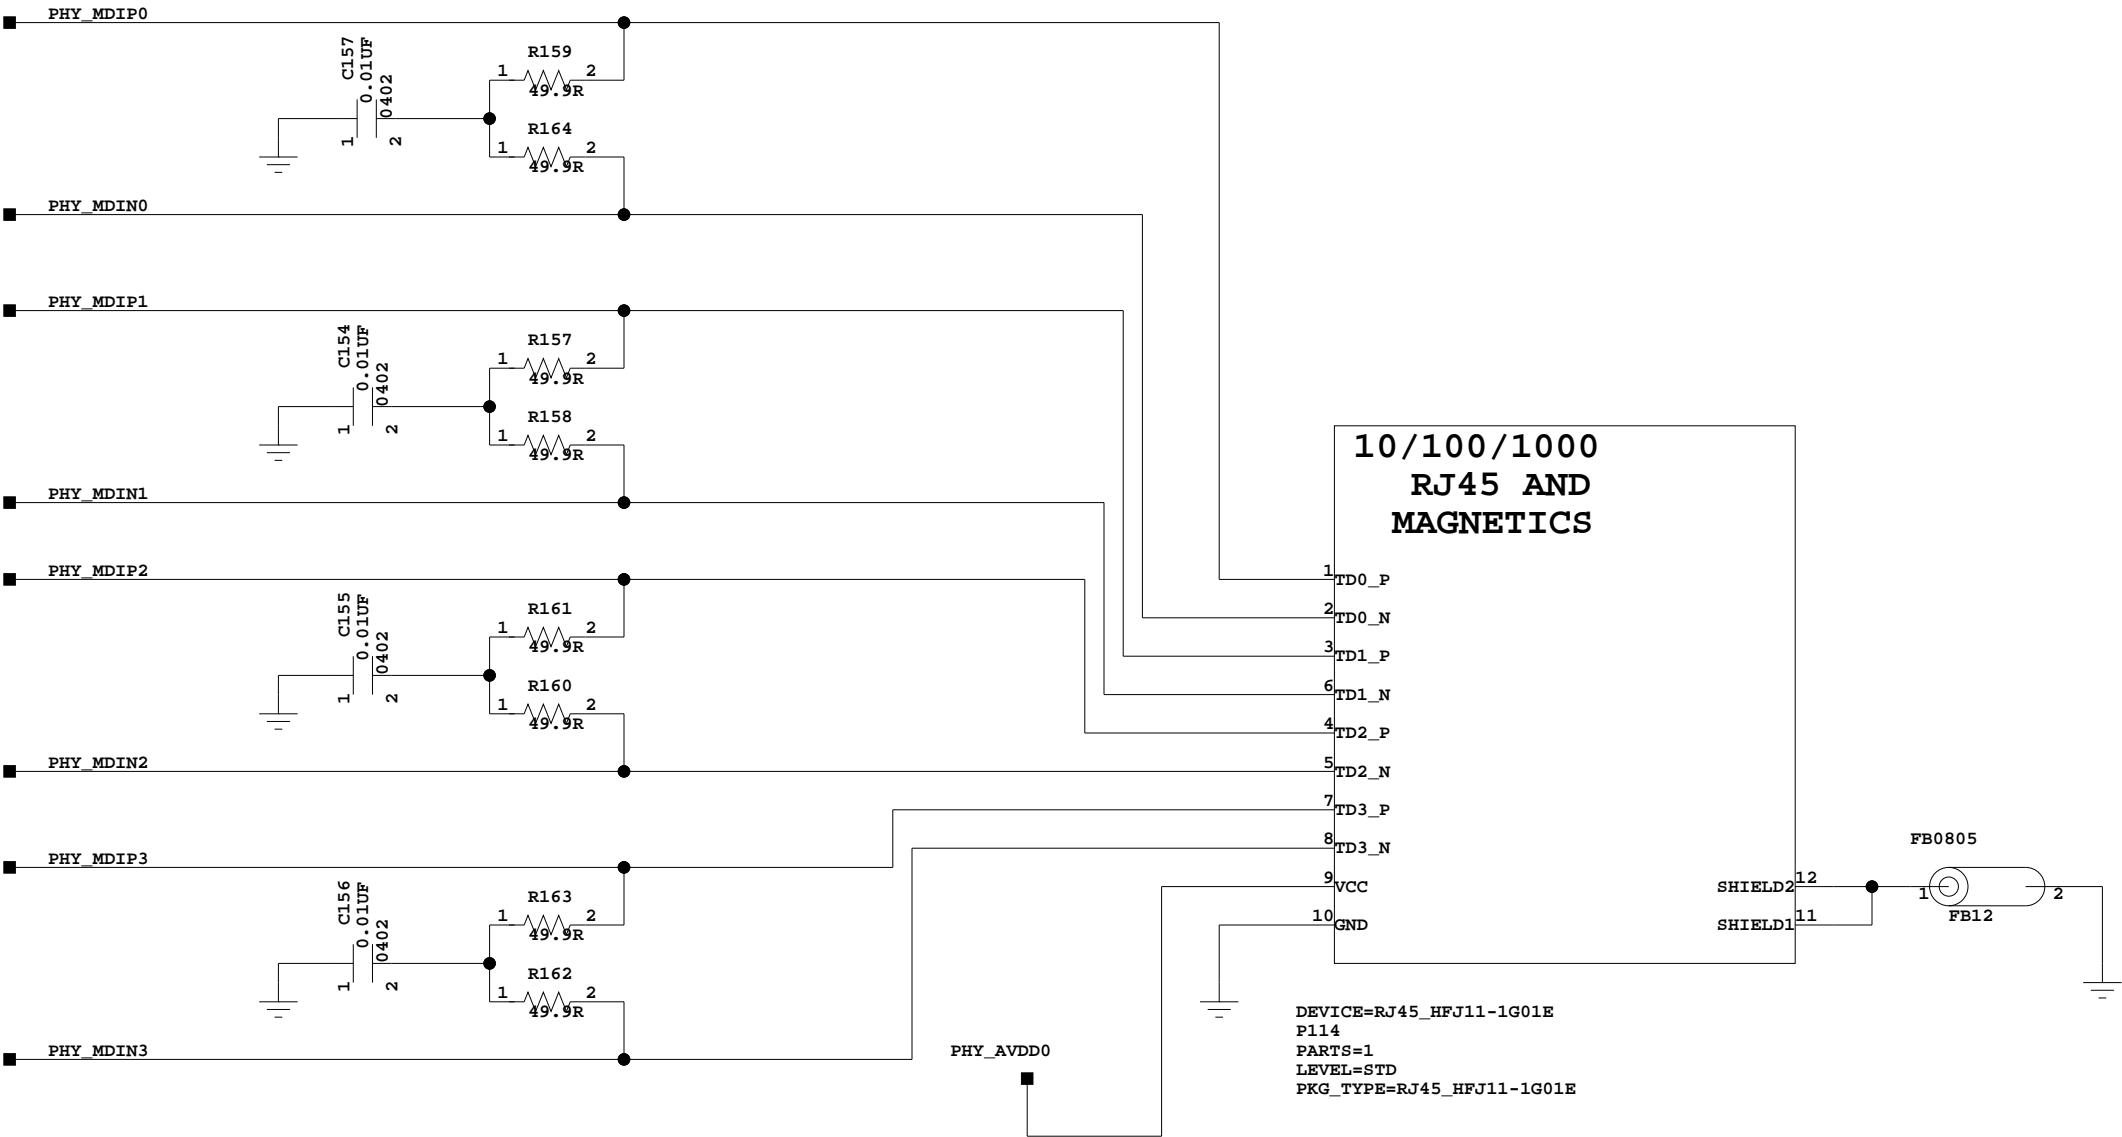 PHY_MDIP0
C157
0.01UF
0402
1
2
R159
1
2
49.9R
R164
1
2
49.9R
PHY_MDIN0
PHY_MDIP1
C154
0.01UF
0402
1
2
R157
1
2
49.9R
R158
1
2
49.9R
PHY_MDIN1
PHY_MDIP2
C155
0.01UF
0402
1
2
R161
1
2
49.9R
R160
1
2
49.9R
PHY_MDIN2
PHY_MDIP3
C156
0.01UF
0402
1
2
R163
1
2
49.9R
R162
1
2
49.9R
PHY_MDIN3
PHY_AVDD0
10/100/1000
RJ45 AND
MAGNETICS
1 TD0_P
2 TD0_N
3 TD1_P
6 TD1_N
4 TD2_P
5 TD2_N
7 TD3_P
8 TD3_N
9 VCC
10 GND
SHIELD2 12
SHIELD1 11
FB0805
1
2
FB12
DEVICE=RJ45_HFJ11-1G01E
P114
PARTS=1
LEVEL=STD
PKG_TYPE=RJ45_HFJ11-1G01E